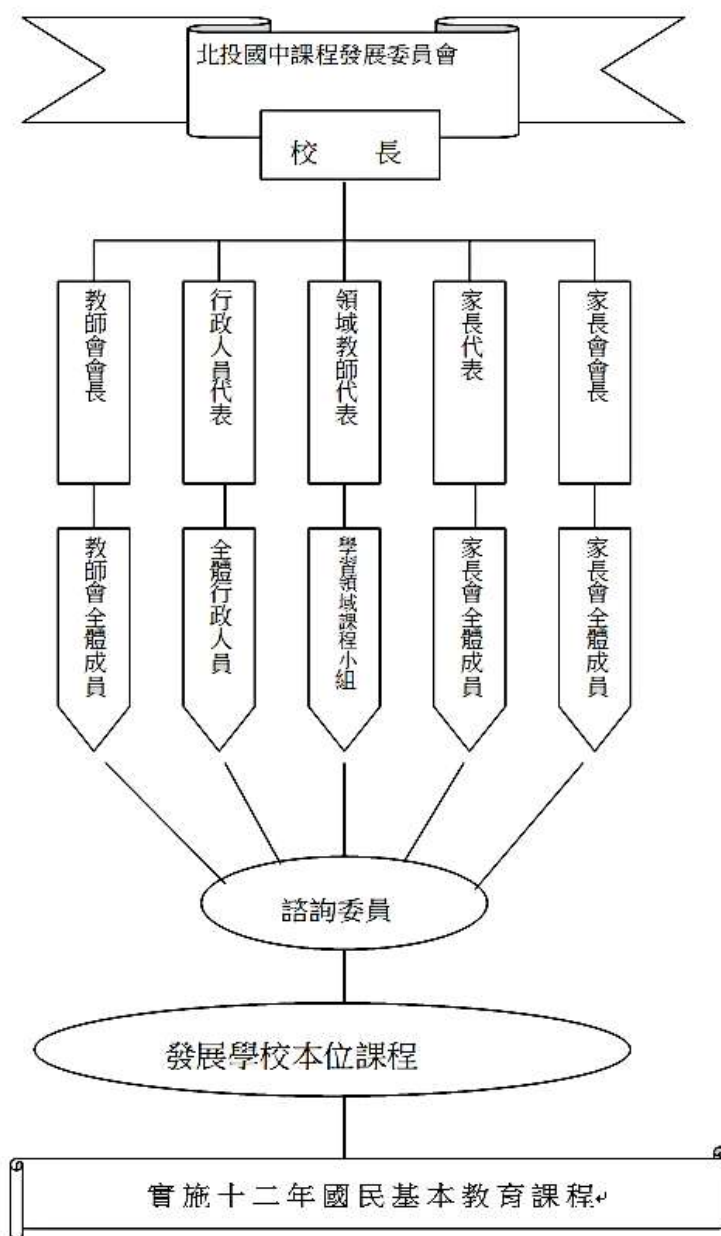 北投國中課程發展委員會
校 長
教師會會長
行政人員代表
領域教師代表
家長代表
家長會會長
教師會全體成員
全體行政人員
學習領域課程小組
家長會全體成員
家長會全體成員
諮詢委員
發展學校本位課程
實施十二年國民基本教育課程↵